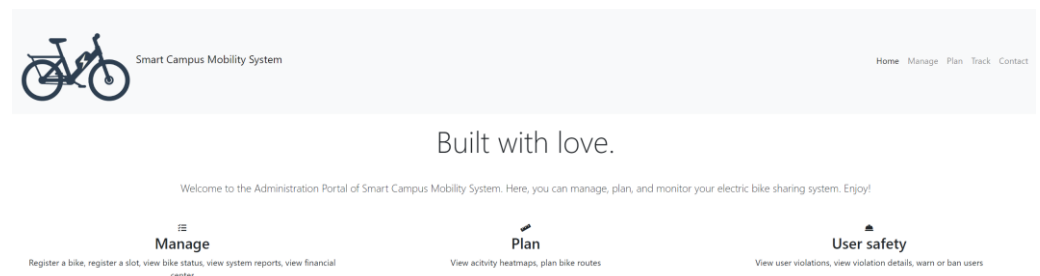 Smart Campus Mobility System
Home Manage Plan Track Contact
Built with love.
Welcome to the Administration Portal of Smart Campus Mobility System. Here, you can manage, plan, and monitor your electric bike sharing system. Enjoy!
Manage
Register a bike, register a slot, view bike status, view system reports, view financial
center
Plan
View acitvity heatmaps, plan bike routes
User safety
View user violations, view violation details, warn or ban users